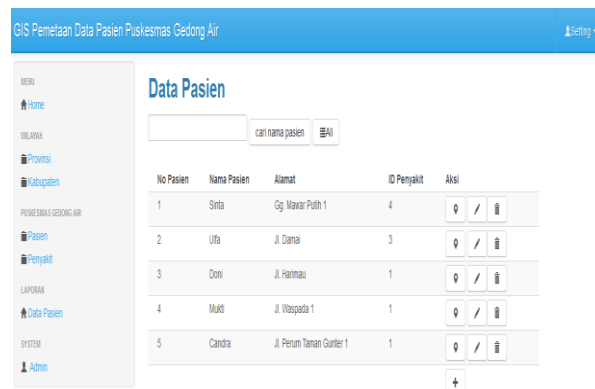 GIS Pemetaan Data Pasien Puskesmas Gedong Air
Setting
MENU
Home
WILAYAH
Provinsi
Kabupaten
PUSKESMAS GEDONG AIR
Pasien
Penyakit
LAPORAN
Data Pasien
SYSTEM
Admin
Data Pasien
cari nama pasien All
No Pasien Nama Pasien Alamat ID Penyakit Aksi
1 Sinta Gg. Mawar Putih 1 4
2 Ulfa Jl. Damai 3
3 Doni Jl. Harimau 1
4 Mukti Jl. Waspada 1 1
5 Candra Jl. Perum Taman Gunter 1 1